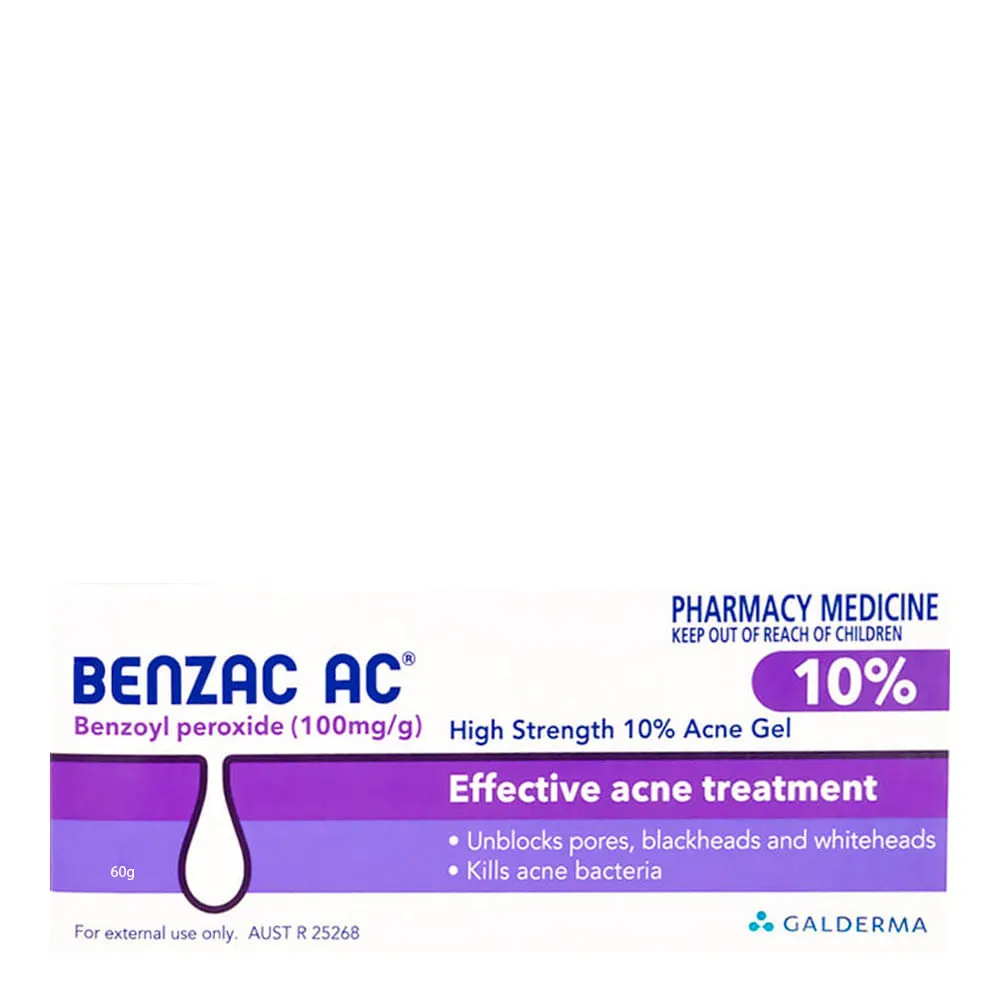 PHARMACY MEDICINE
KEEP OUT OF REACH OF CHILDREN
10%
BENZAC AC®
Benzoyl peroxide (100mg/g)
High Strength 10% Acne Gel
Effective acne treatment
• Unblocks pores, blackheads and whiteheads
• Kills acne bacteria
60g
For external use only. AUST R 25268
GALDERMA